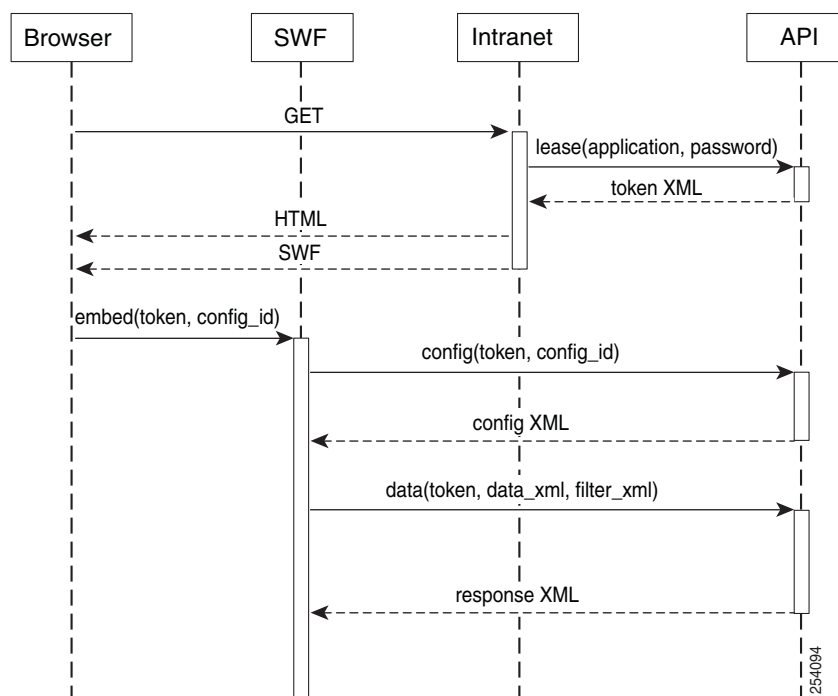 Browser
SWF
Intranet
API
GET
lease(application, password)
token XML
HTML
SWF
embed(token, config_id)
config(token, config_id)
config XML
data(token, data_xml, filter_xml)
response XML
254094